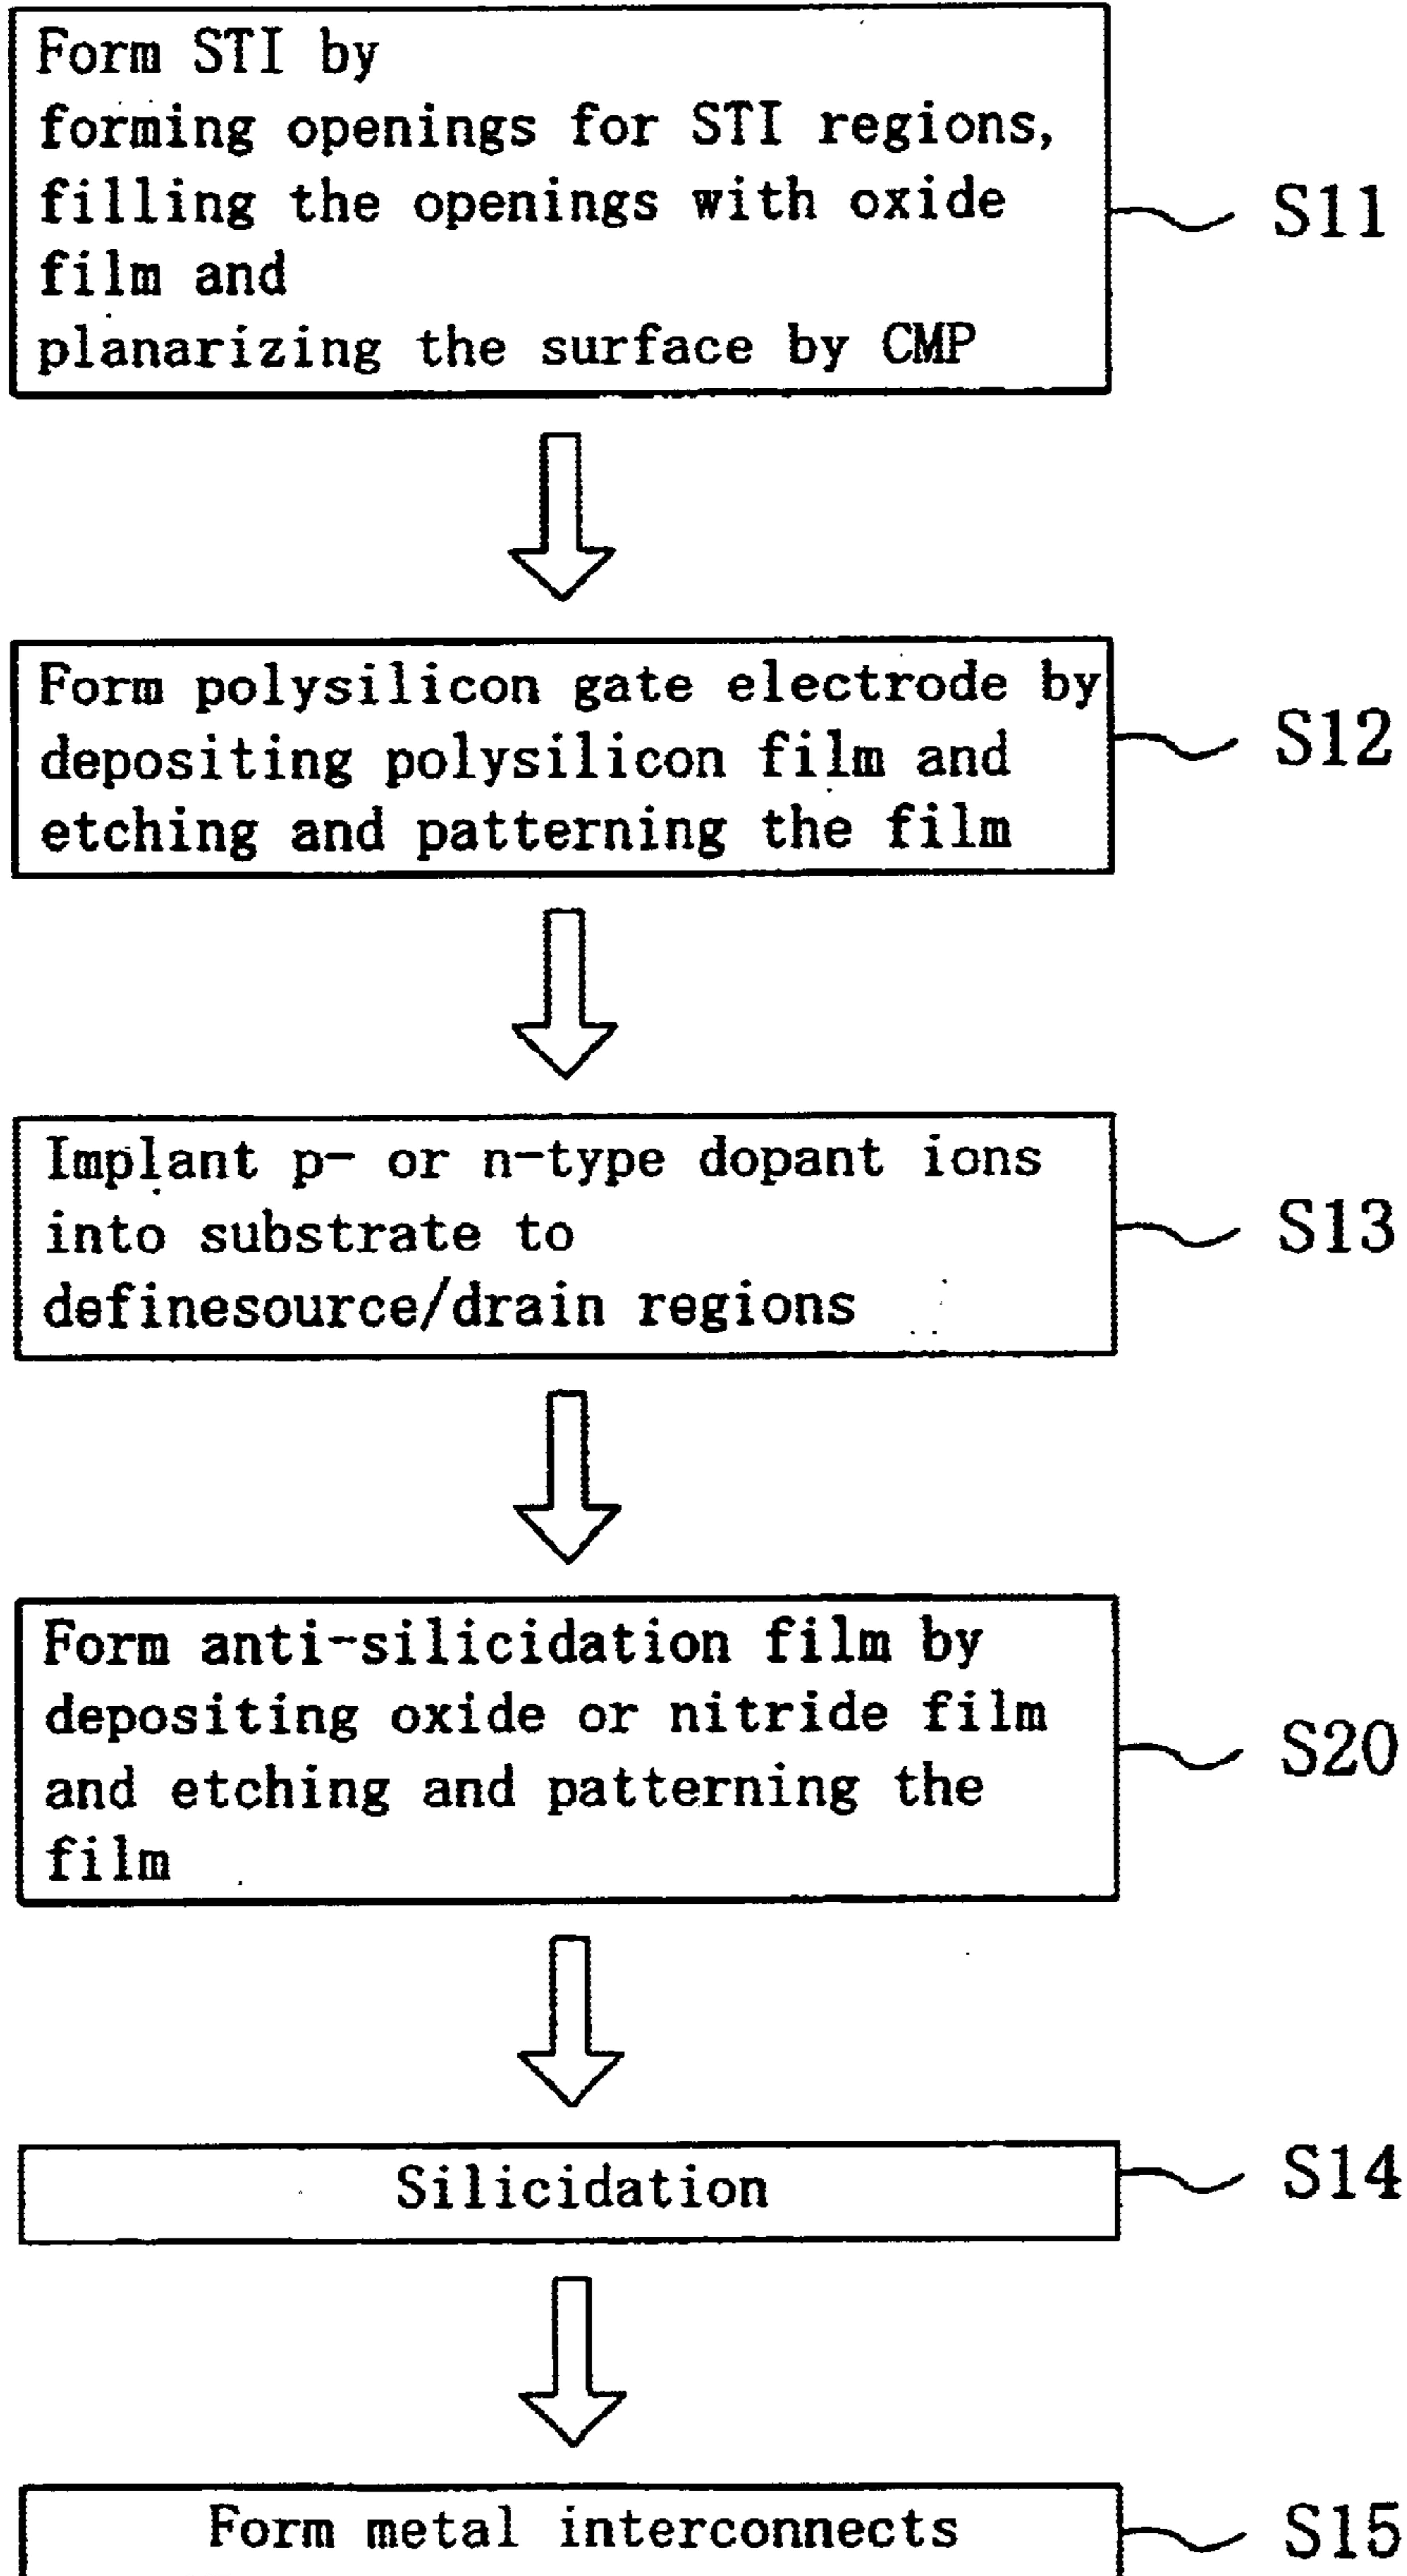 Form STI by
forming openings for STI regions,
filling the openings with oxide
film and
planarizing the surface by CMP
S11
Form polysilicon gate electrode by
depositing polysilicon film and
etching and patterning the film
S12
Implant p- or n-type dopant ions
into substrate to
definesource/drain regions
S13
Form anti-silicidation film by
depositing oxide or nitride film
and etching and patterning the
film
S20
Silicidation
S14
Form metal interconnects
S15